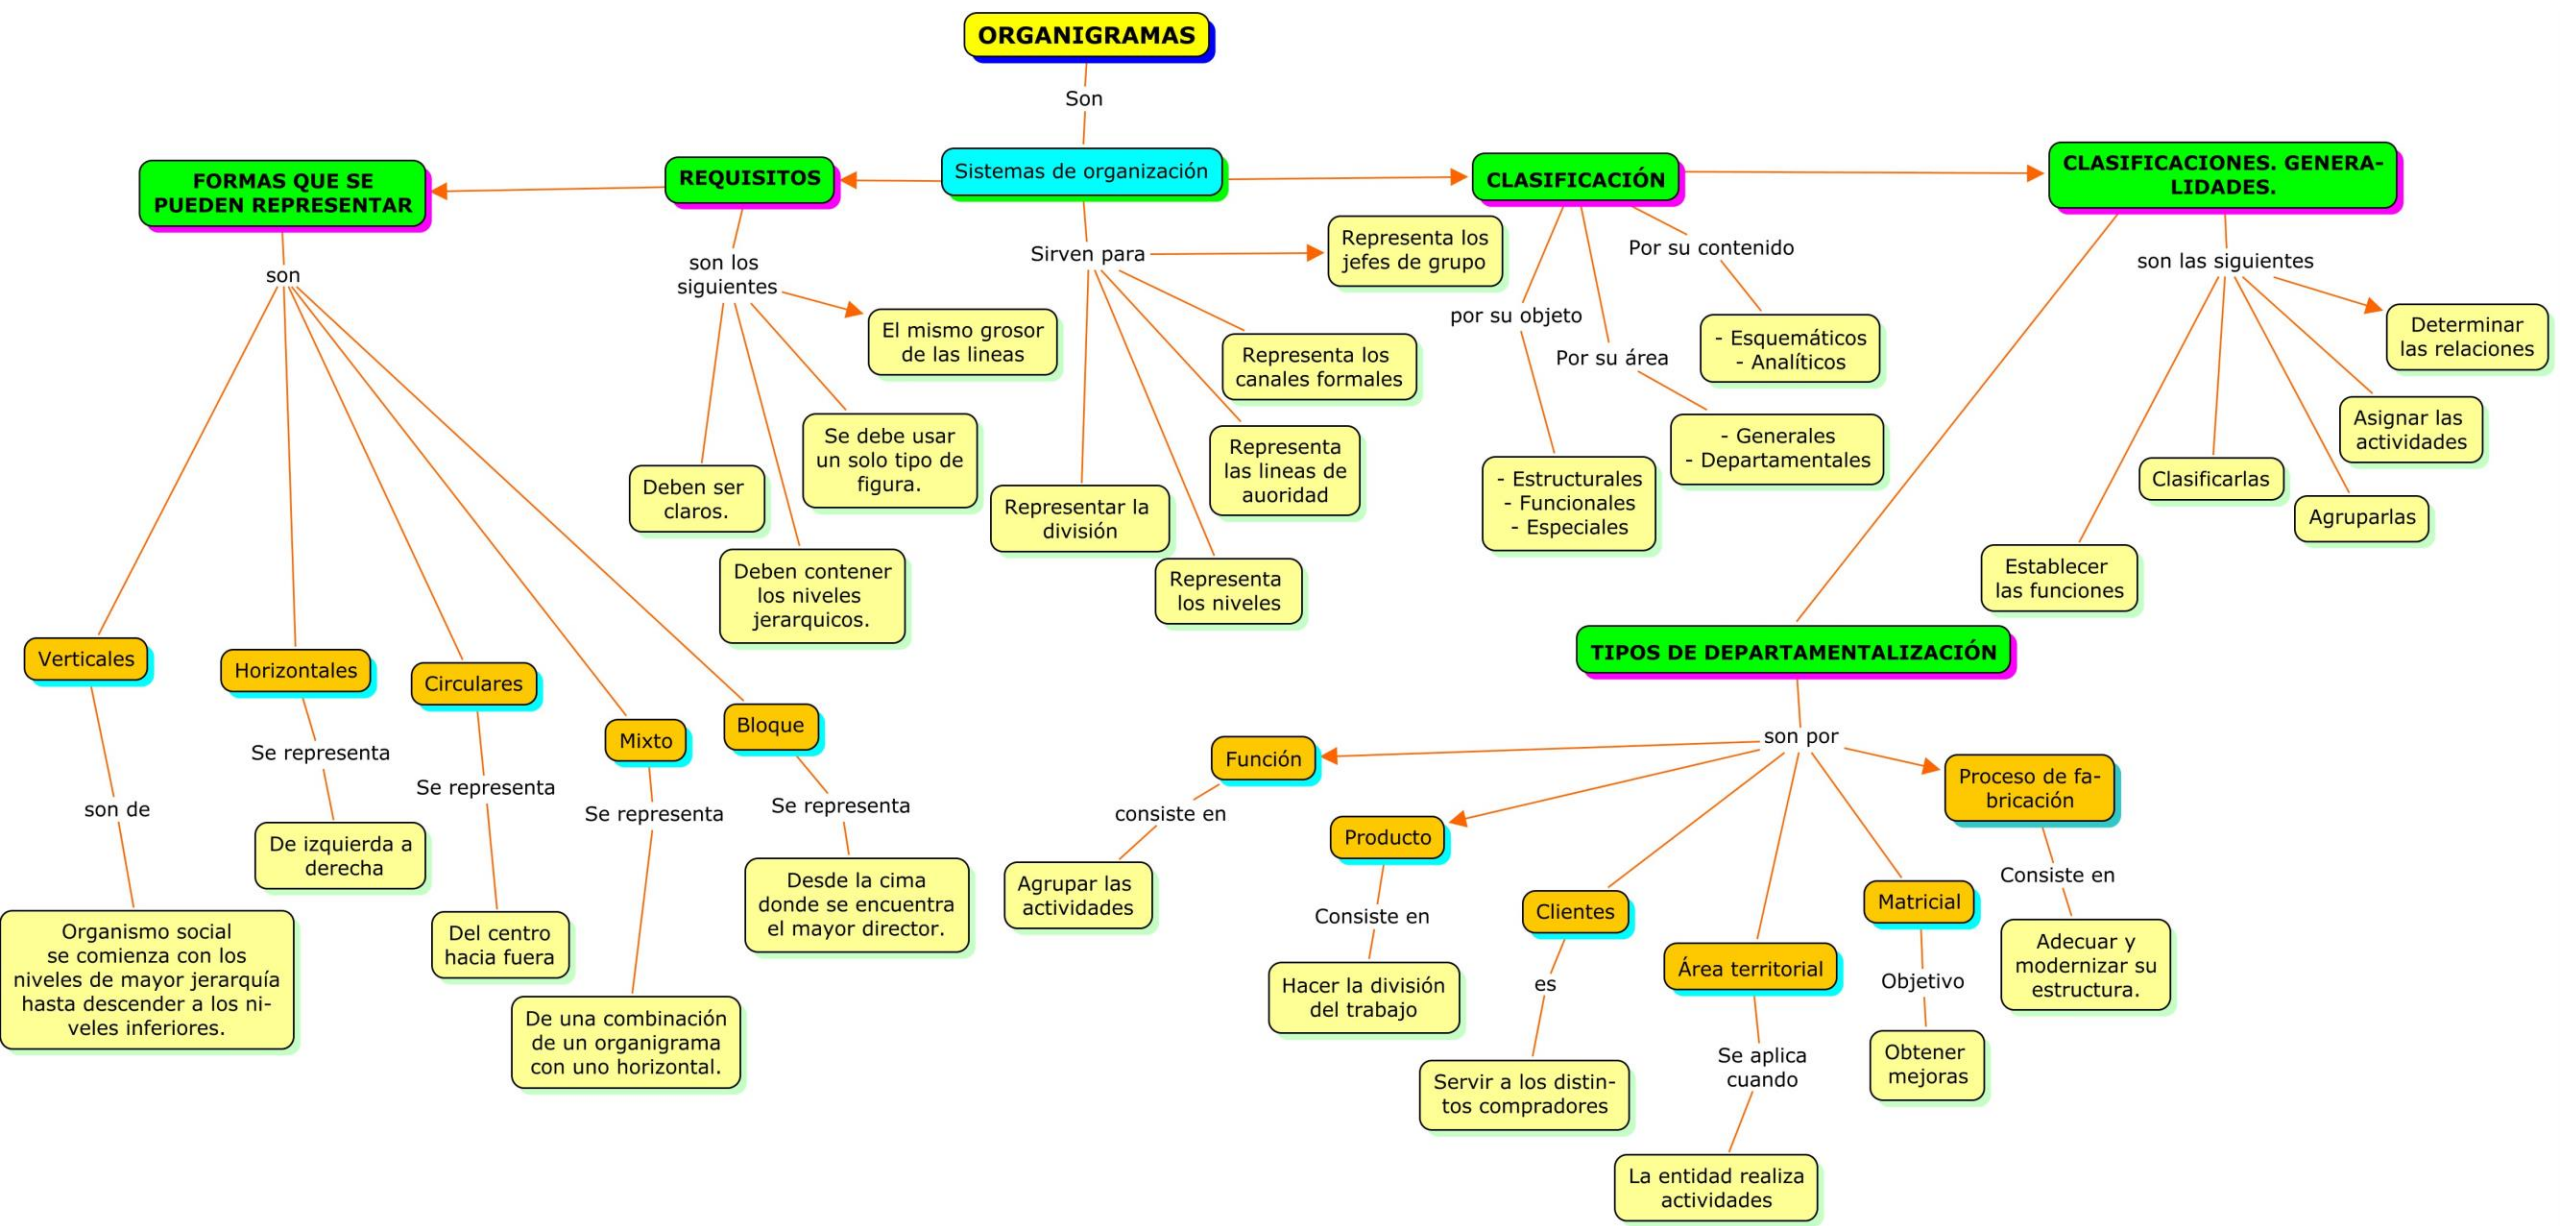 ORGANIGRAMAS
Son
Sistemas de organización
FORMAS QUE SE
PUEDEN REPRESENTAR
REQUISITOS
CLASIFICACIÓN
CLASIFICACIONES. GENERA-
LIDADES.
son
Verticales
son de
Organismo social
se comienza con los
niveles de mayor jerarquía
hasta descender a los ni-
veles inferiores.
Horizontales
Se representa
De izquierda a
derecha
Circulares
Se representa
Del centro
hacia fuera
Mixto
Se representa
De una combinación
de un organigrama
con uno horizontal.
Bloque
Se representa
Desde la cima
donde se encuentra
el mayor director.
son los
siguientes
El mismo grosor
de las lineas
Se debe usar
un solo tipo de
figura.
Deben ser
claros.
Deben contener
los niveles
jerarquicos.
Sirven para
Representa los
jefes de grupo
Representa los
canales formales
Representa
las lineas de
auoridad
Representar la
división
Representa
los niveles
Por su contenido
- Esquemáticos
- Analíticos
por su objeto
- Estructurales
- Funcionales
- Especiales
Por su área
- Generales
- Departamentales
son las siguientes
Determinar
las relaciones
Asignar las
actividades
Clasificarlas
Agruparlas
Establecer
las funciones
TIPOS DE DEPARTAMENTALIZACIÓN
son por
Función
consiste en
Agrupar las
actividades
Producto
Consiste en
Hacer la división
del trabajo
Clientes
es
Servir a los distin-
tos compradores
Área territorial
Se aplica
cuando
La entidad realiza
actividades
Matricial
Objetivo
Obtener
mejoras
Proceso de fa-
bricación
Consiste en
Adecuar y
modernizar su
estructura.